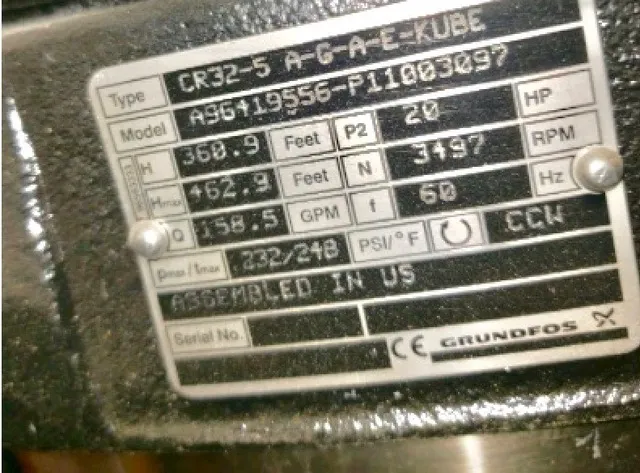 Type CR32-5 A-G-A-E-KUBE
Model A96419556-P11003097
H 360.9 Feet P2 20 HP
Hmax 462.9 Feet N 3497 RPM
Q 158.5 GPM f 60 Hz
pmax/tmax 232/248 PSI/°F CCW
ASSEMBLED IN US
Serial No.
CE GRUNDFOS